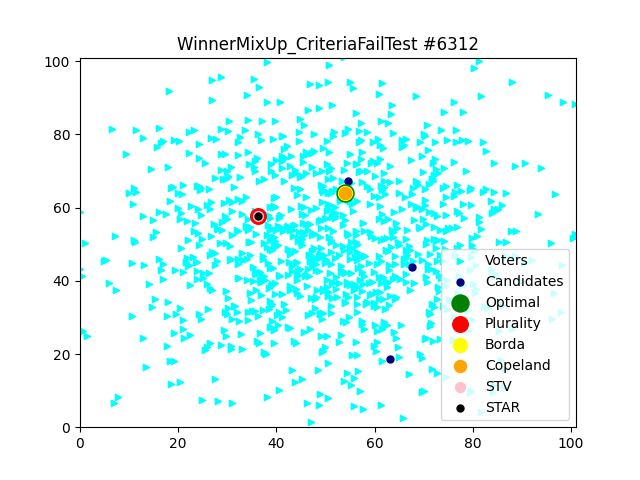 WinnerMixUp_CriteriaFailTest #6312
100
80
60
40
20
0
0
20
40
60
80
100
Voters
Candidates
Optimal
Plurality
Borda
Copeland
STV
STAR